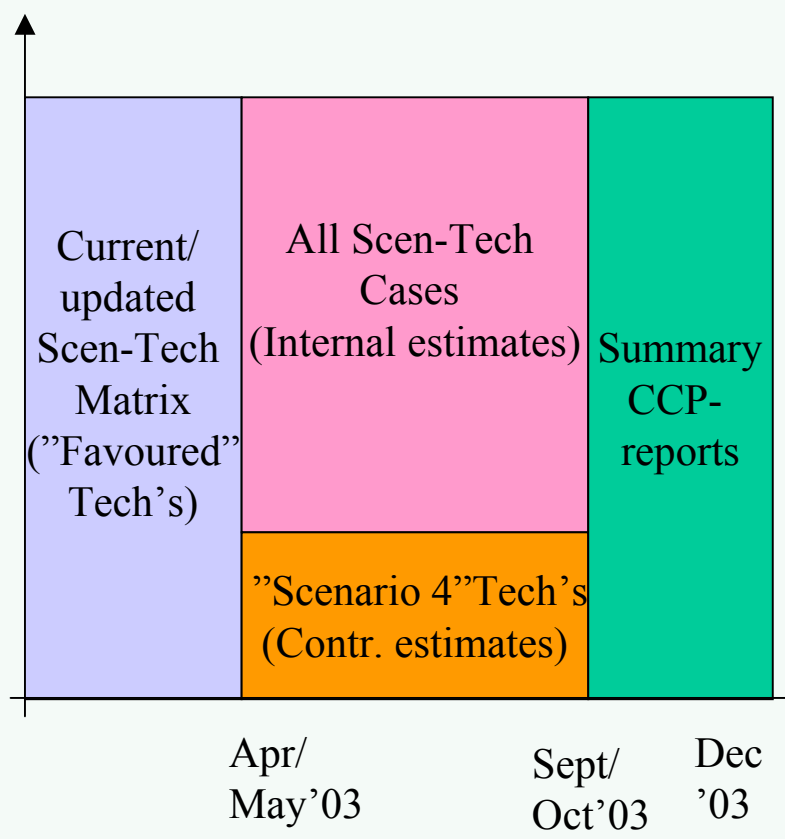 Current/
updated
Scen-Tech
Matrix
(”Favoured”
Tech’s)
All Scen-Tech
Cases
(Internal estimates)
”Scenario 4”Tech’s
(Contr. estimates)
Summary
CCP-
reports
Apr/
May’03
Sept/
Oct’03
Dec
’03